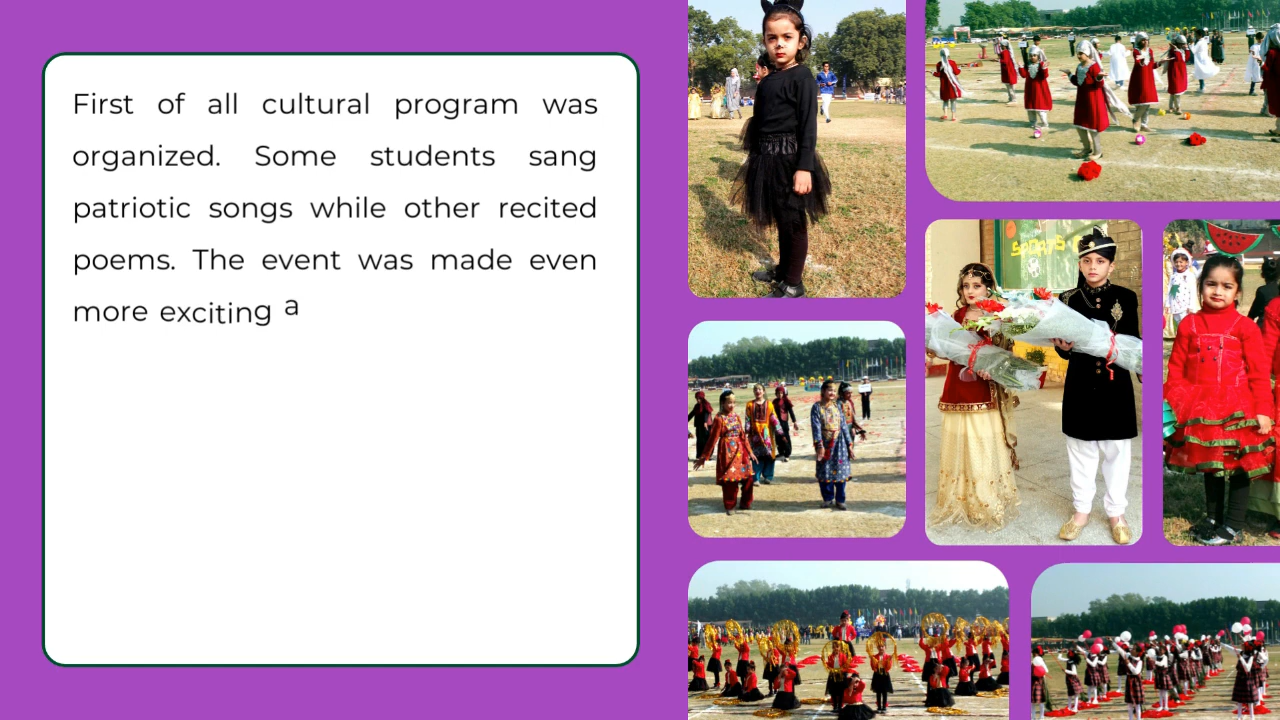 First of all cultural program was
organized. Some students sang
patriotic songs while other recited
poems. The event was made even
more exciting a
SPORTS